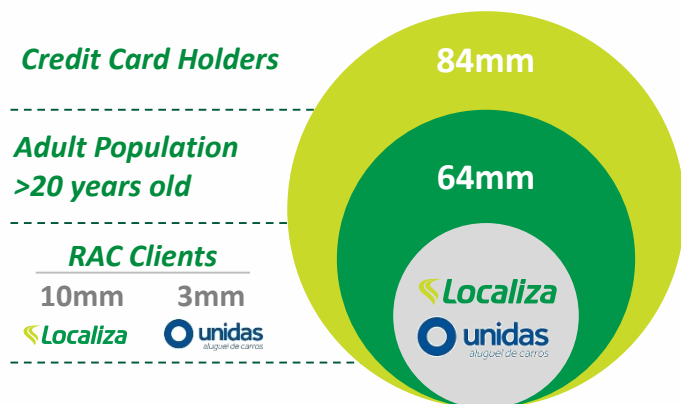 Credit Card Holders
84mm
Adult Population
>20 years old
64mm
RAC Clients
10mm 3mm
Localiza unidas
aluguel de carros
Localiza
unidas
aluguel de carros